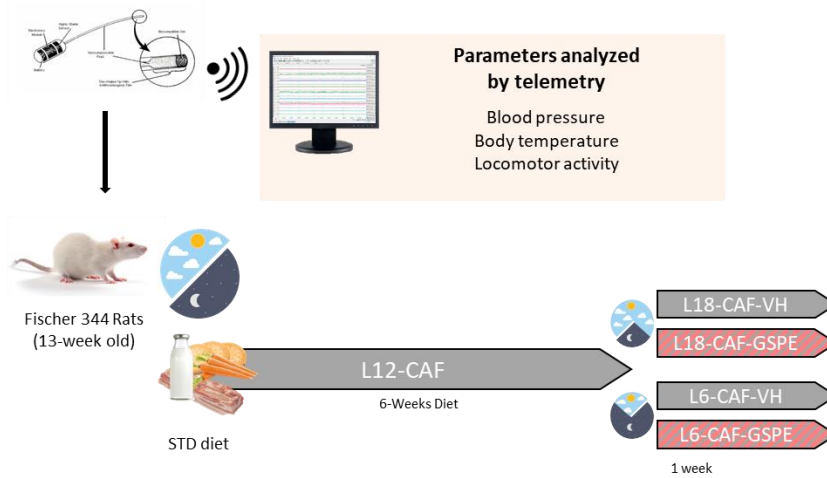 Parameters analyzed
by telemetry
Blood pressure
Body temperature
Locomotor activity
Fischer 344 Rats
(13-week old)
L12-CAF
6-Weeks Diet
STD diet
L18-CAF-VH
L18-CAF-GSPE
L6-CAF-VH
L6-CAF-GSPE
1 week